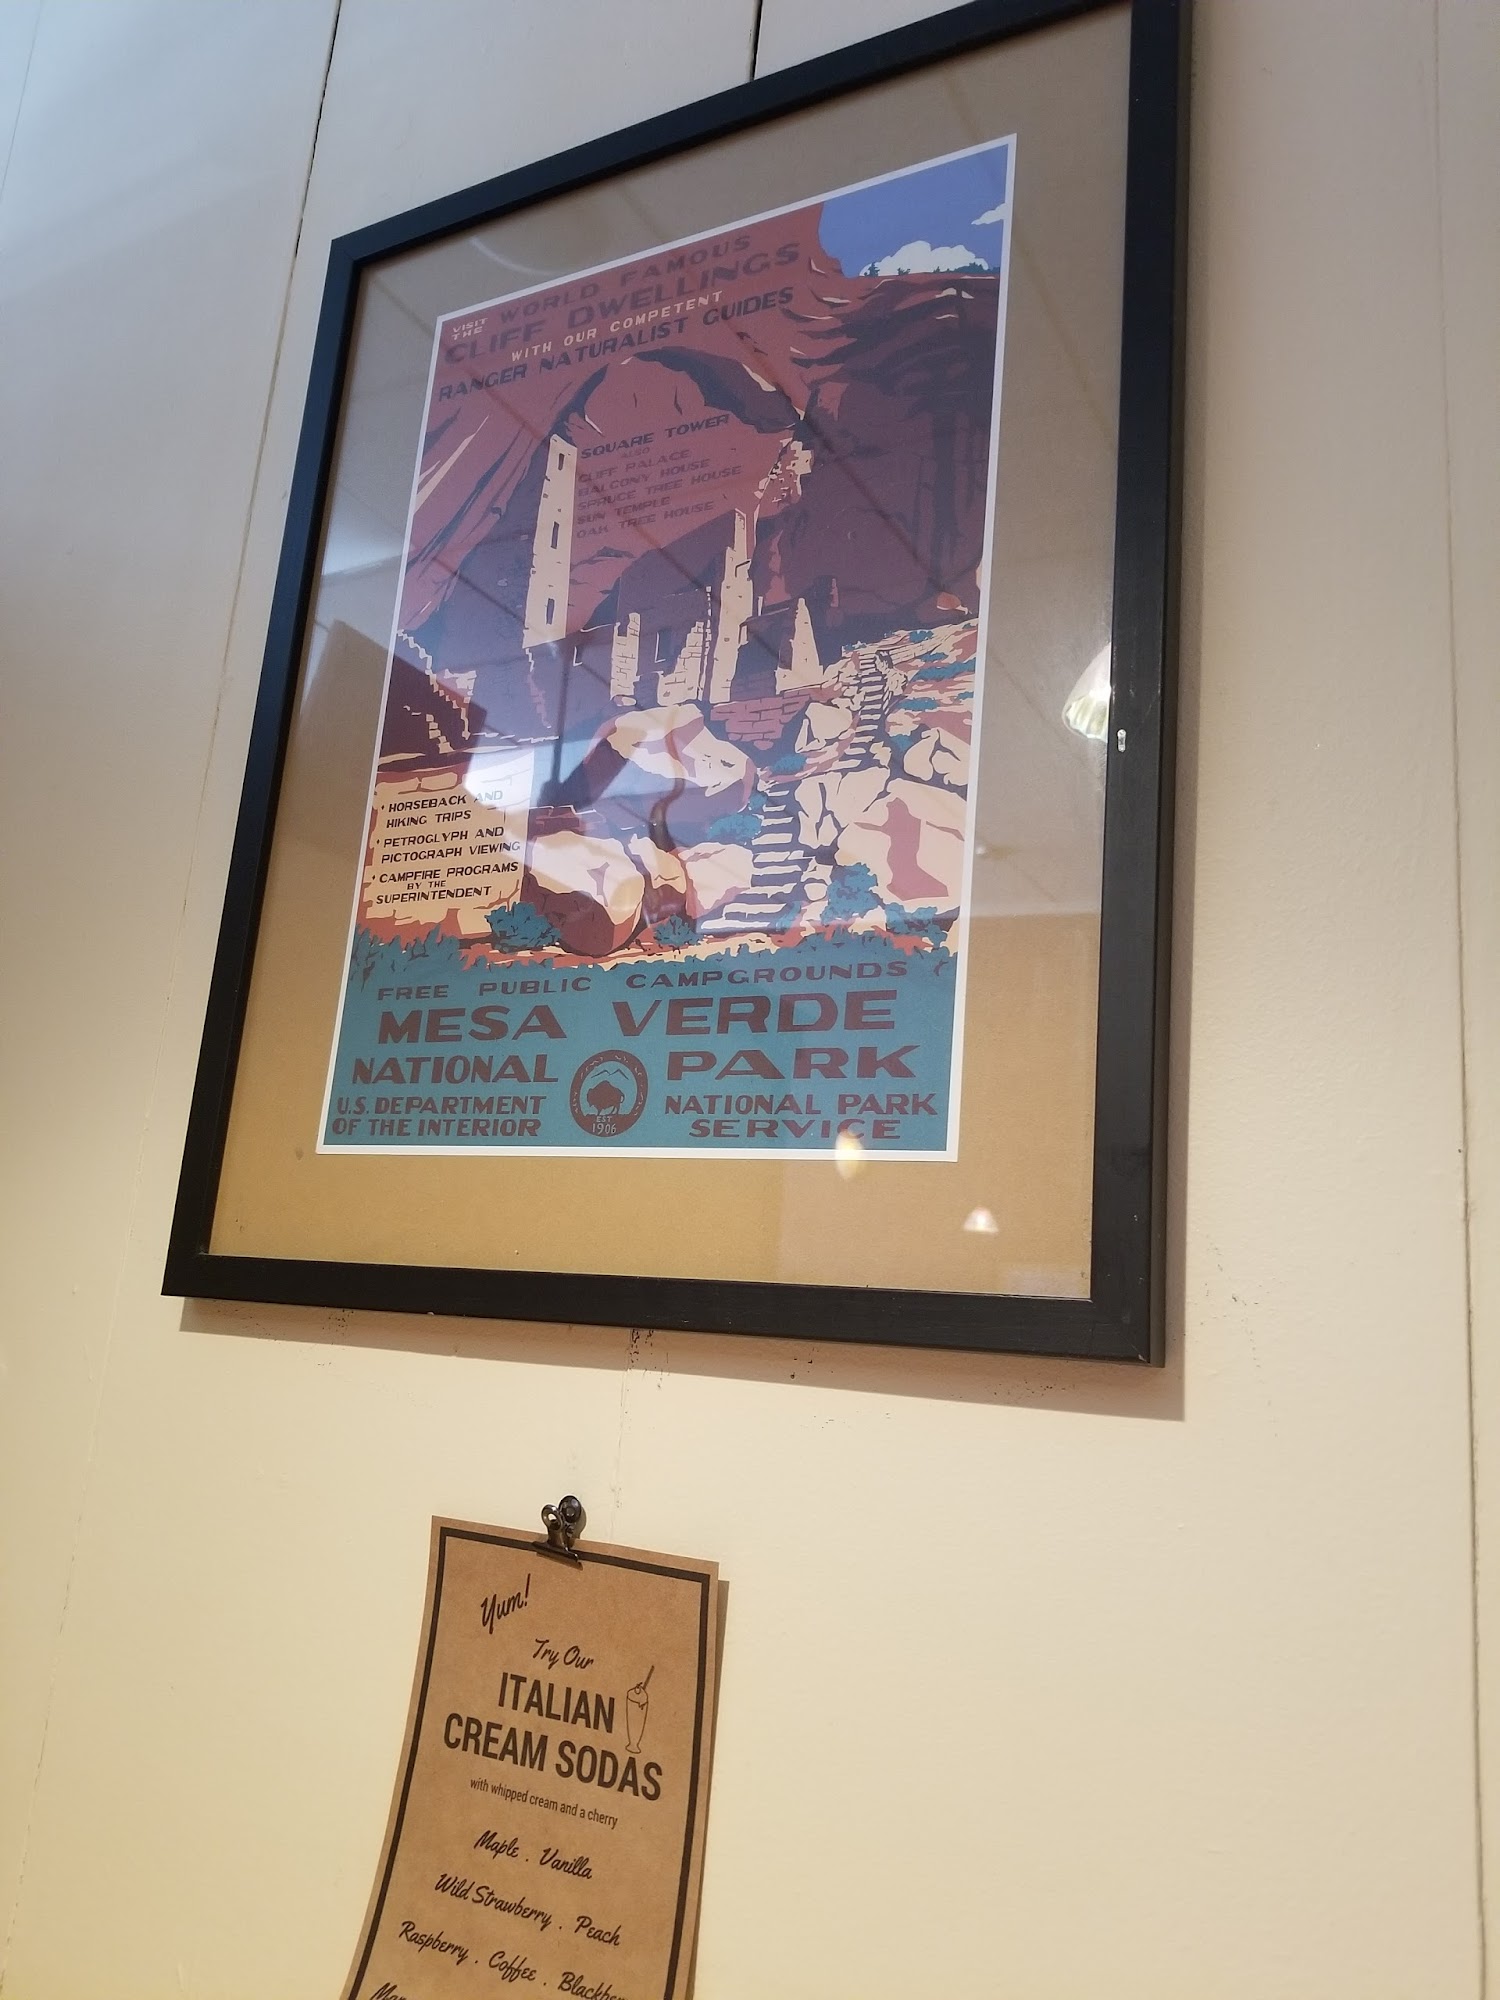 VISIT THE WORLD FAMOUS
CLIFF DWELLINGS
WITH OUR COMPETENT
RANGER NATURALIST GUIDES
SQUARE TOWER
ALSO
CLIFF PALACE
BALCONY HOUSE
SPRUCE TREE HOUSE
SUN TEMPLE
OAK TREE HOUSE
• HORSEBACK AND
HIKING TRIPS
• PETROGLYPH AND
PICTOGRAPH VIEWING
• CAMPFIRE PROGRAMS
BY THE
SUPERINTENDENT
FREE PUBLIC CAMPGROUNDS
MESA VERDE
NATIONAL PARK
U.S. DEPARTMENT
OF THE INTERIOR
EST
1906
NATIONAL PARK
SERVICE
Yum!
Try Our
ITALIAN
CREAM SODAS
with whipped cream and a cherry
Maple . Vanilla
Wild Strawberry . Peach
Raspberry . Coffee .